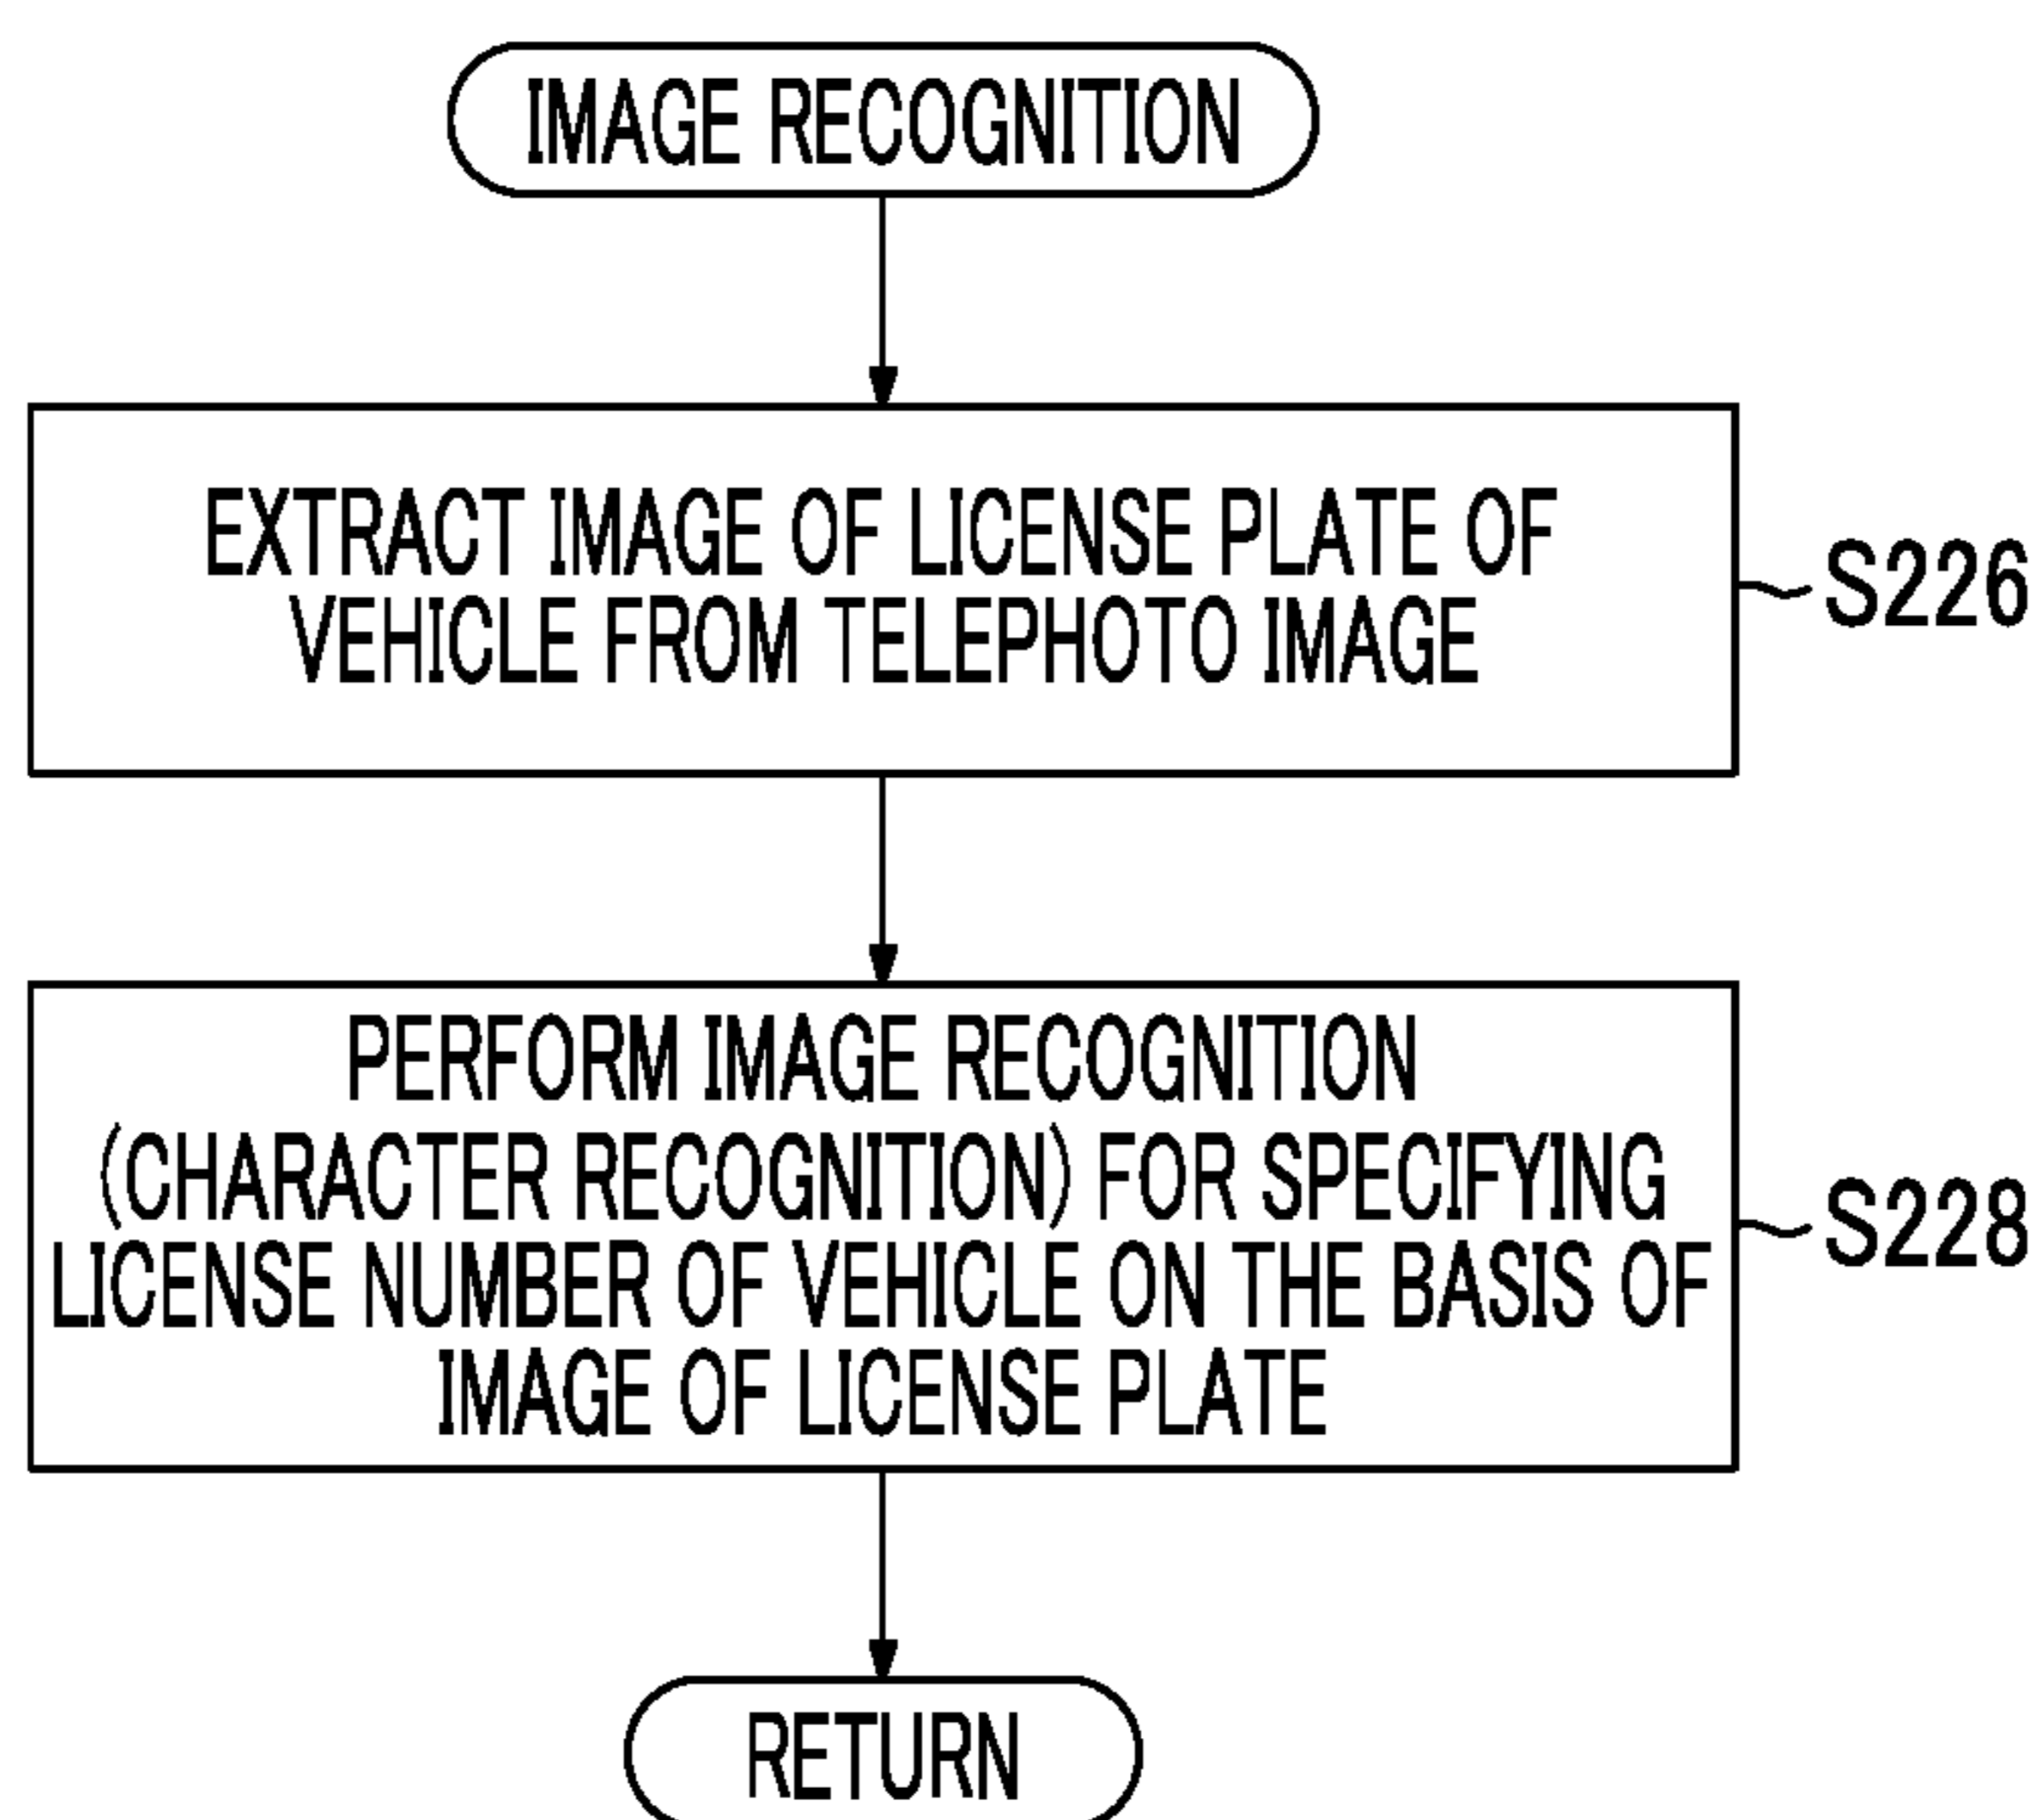 IMAGE RECOGNITION
EXTRACT IMAGE OF LICENSE PLATE OF
VEHICLE FROM TELEPHOTO IMAGE
S226
PERFORM IMAGE RECOGNITION
(CHARACTER RECOGNITION) FOR SPECIFYING
LICENSE NUMBER OF VEHICLE ON THE BASIS OF
IMAGE OF LICENSE PLATE
S228
RETURN